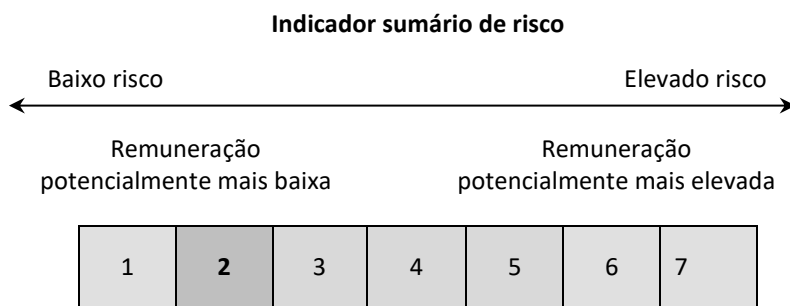 Indicador sumário de risco
Baixo risco Elevado risco
Remuneração Remuneração
potencialmente mais baixa potencialmente mais elevada
1 2 3 4 5 6 7